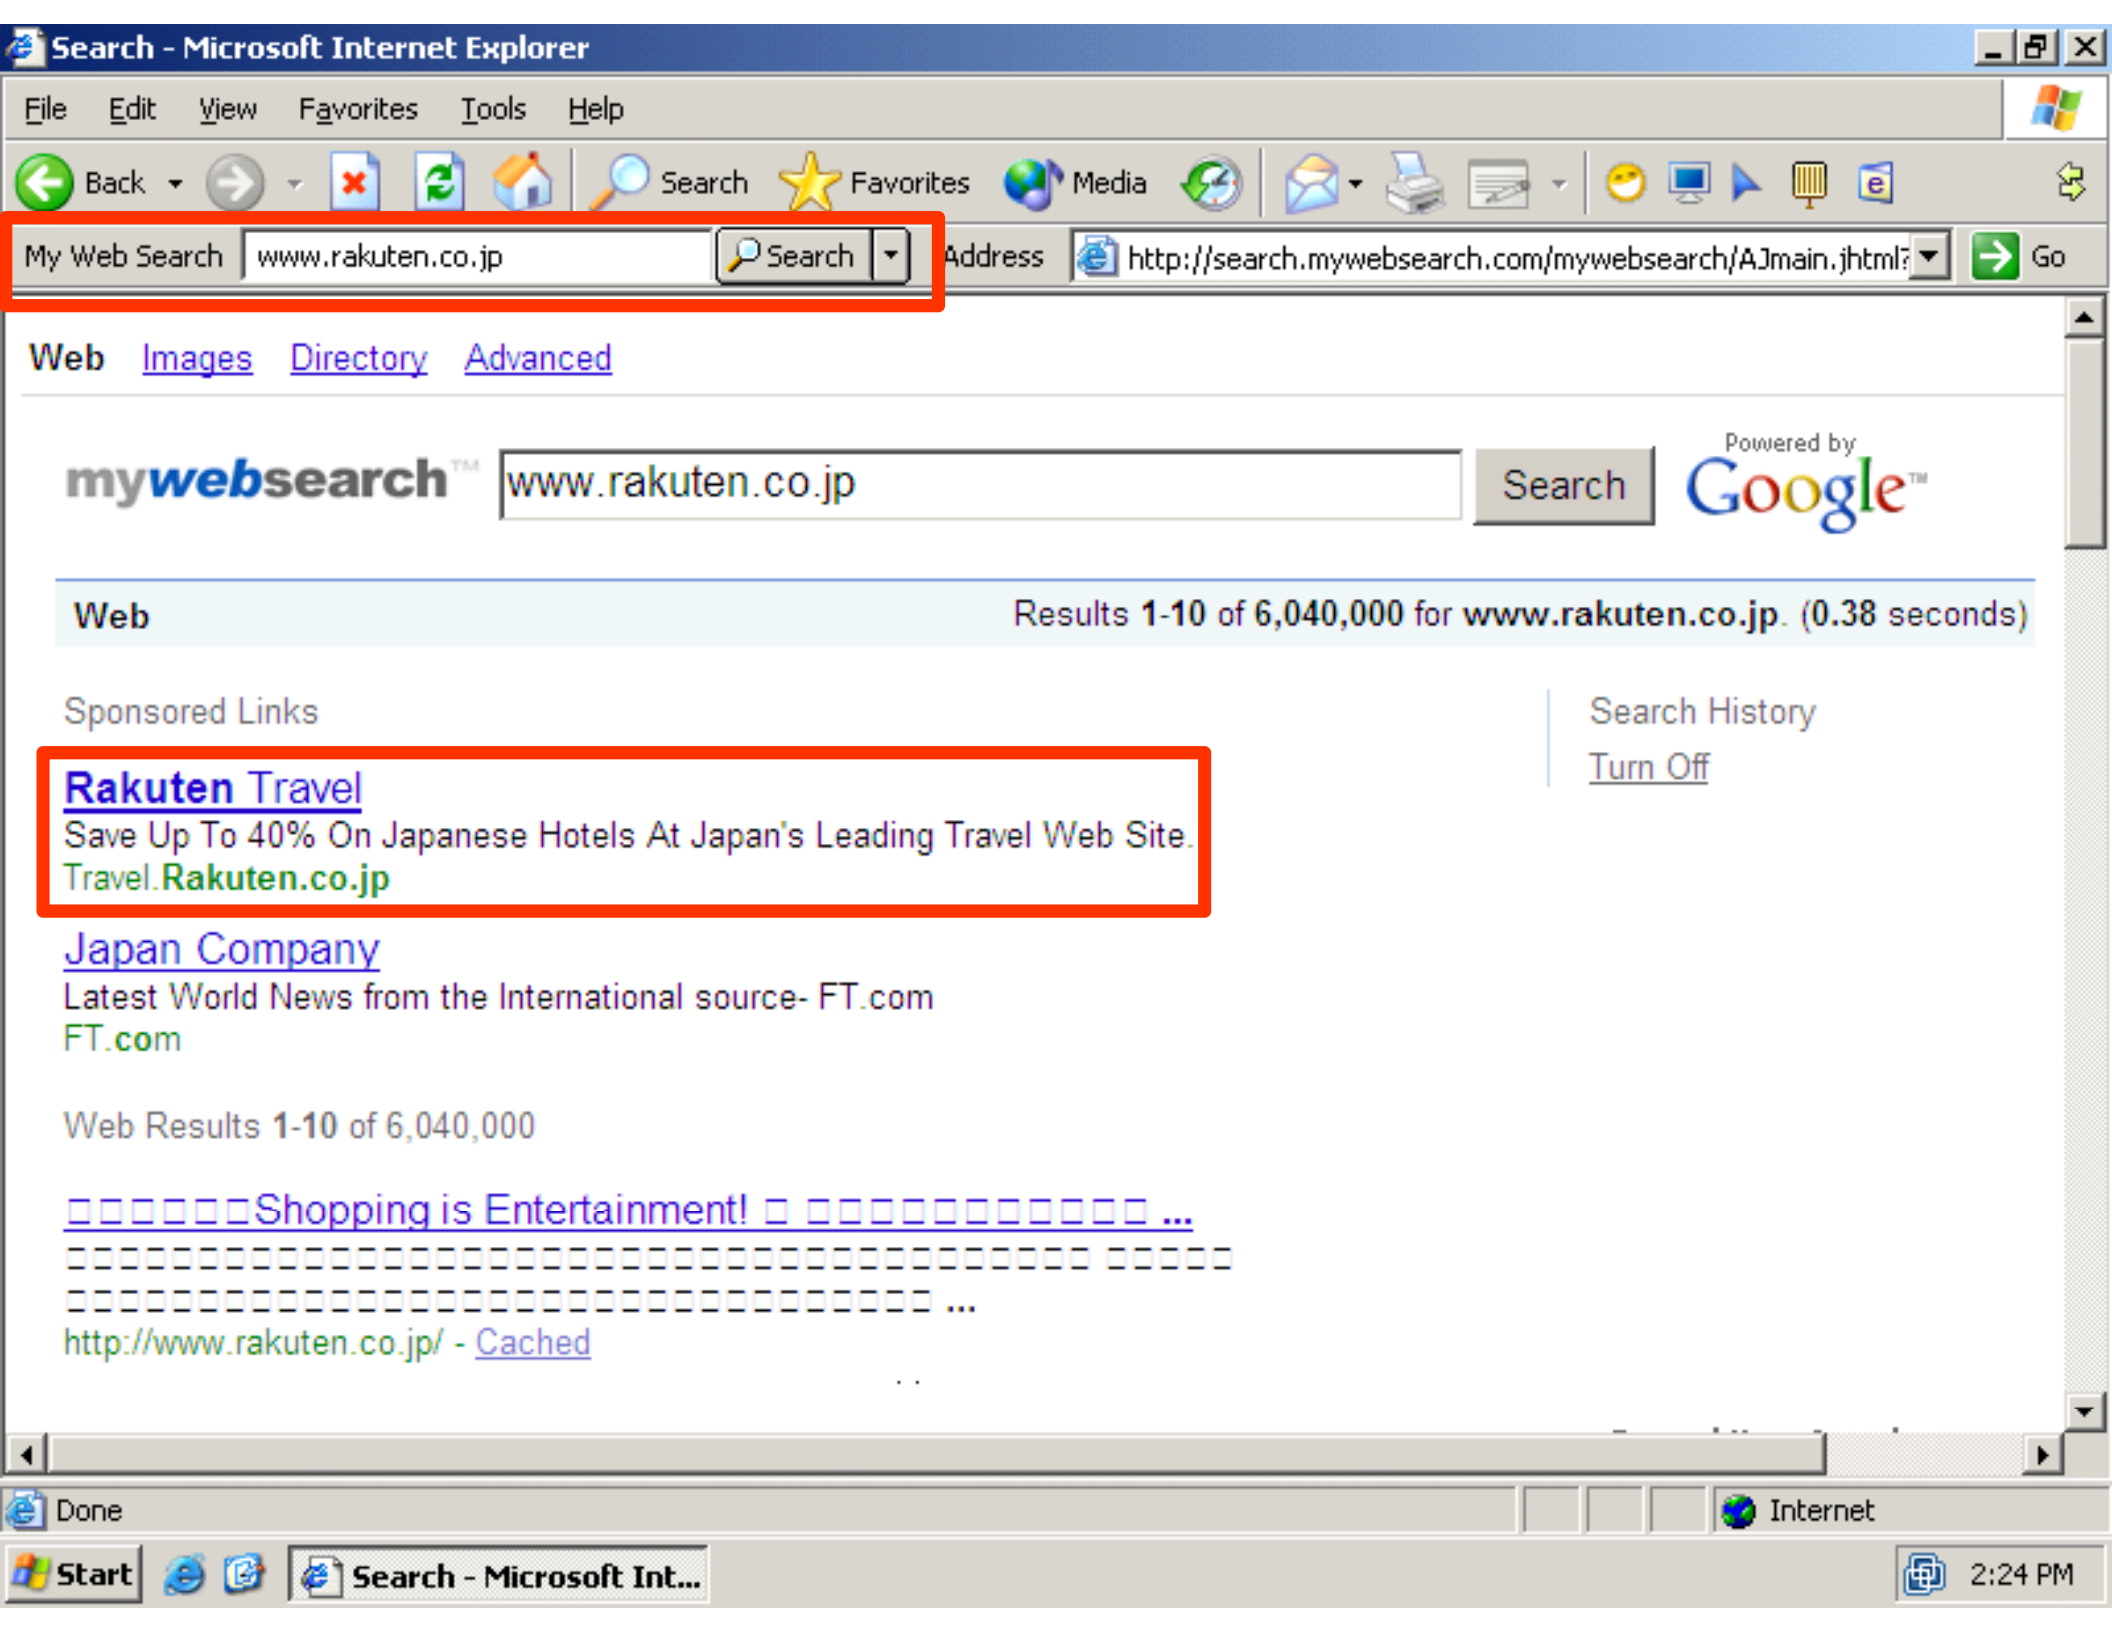 Search - Microsoft Internet Explorer
File Edit View Favorites Tools Help
Back Search Favorites Media
My Web Search www.rakuten.co.jp Search Address http://search.mywebsearch.com/mywebsearch/AJmain.jhtml? Go
Web Images Directory Advanced
Powered by
mywebsearch™ www.rakuten.co.jp Search Google™
Web Results 1-10 of 6,040,000 for www.rakuten.co.jp. (0.38 seconds)
Sponsored Links Search History
Turn Off
Rakuten Travel
Save Up To 40% On Japanese Hotels At Japan's Leading Travel Web Site.
Travel.Rakuten.co.jp
Japan Company
Latest World News from the International source- FT.com
FT.com
Web Results 1-10 of 6,040,000
□□□□□□Shopping is Entertainment! □ □□□□□□□□□□□ ...
http://www.rakuten.co.jp/ - Cached
Done Internet
Start Search - Microsoft Int... 2:24 PM